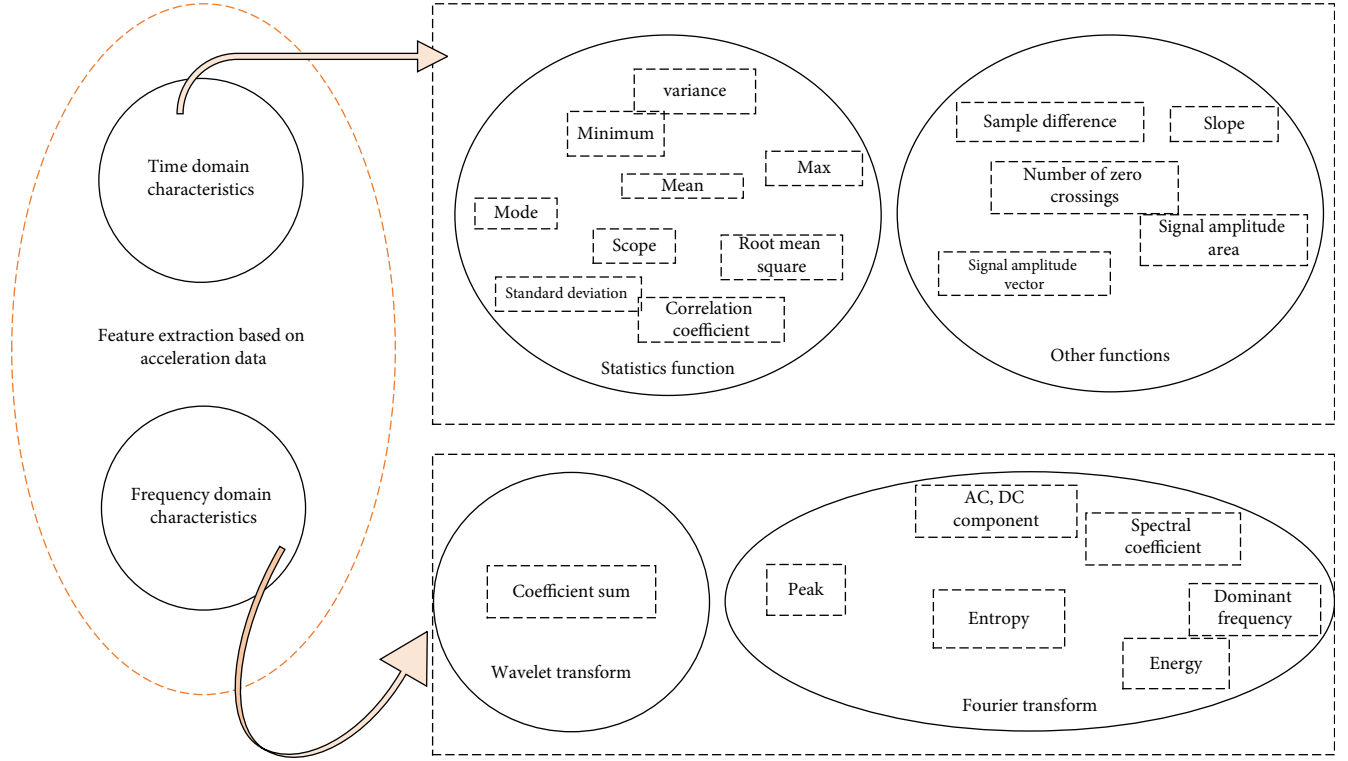 Time domain
characteristics
Feature extraction based on
acceleration data
Frequency domain
characteristics
variance
Minimum
Max
Mean
Mode
Scope
Root mean
square
Standard deviation
Correlation
coefficient
Statistics function
Sample difference
Slope
Number of zero
crossings
Signal amplitude
area
Signal amplitude
vector
Other functions
Coefficient sum
Wavelet transform
AC, DC
component
Spectral
coefficient
Peak
Entropy
Dominant
frequency
Energy
Fourier transform